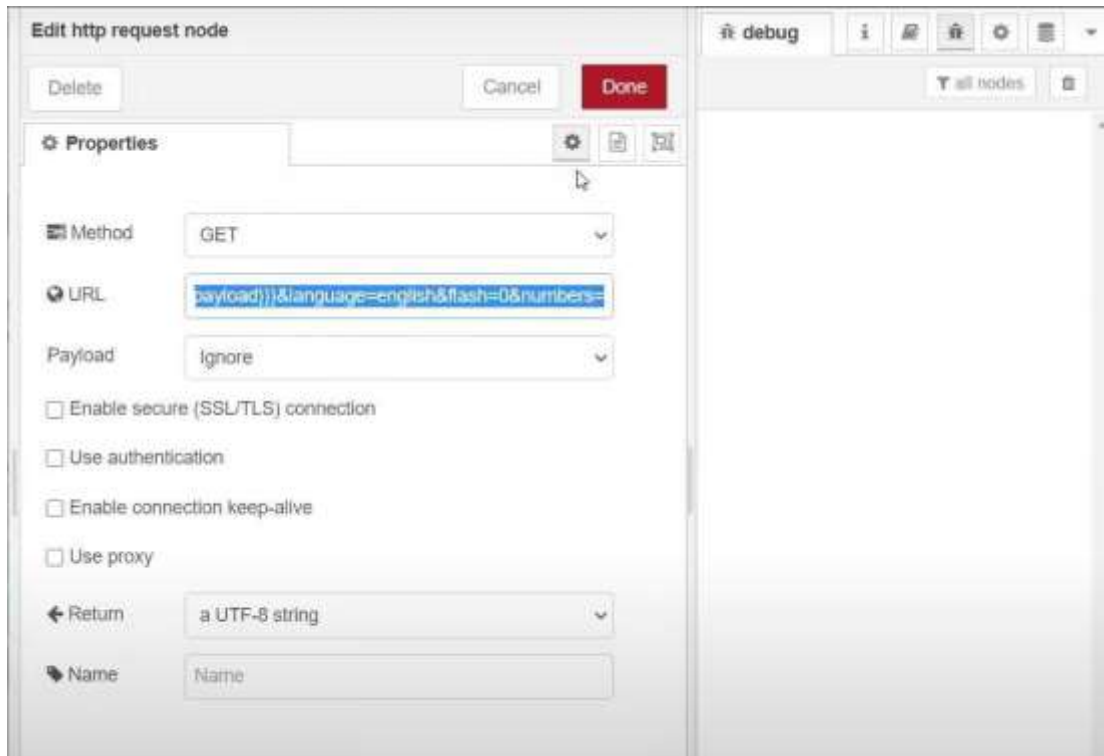 Edit http request node
debug
all nodes
Delete
Cancel
Done
Properties
Method
GET
URL
payload}}}&language=english&flash=0&numbers=
Payload
Ignore
Enable secure (SSL/TLS) connection
Use authentication
Enable connection keep-alive
Use proxy
Return
a UTF-8 string
Name
Name